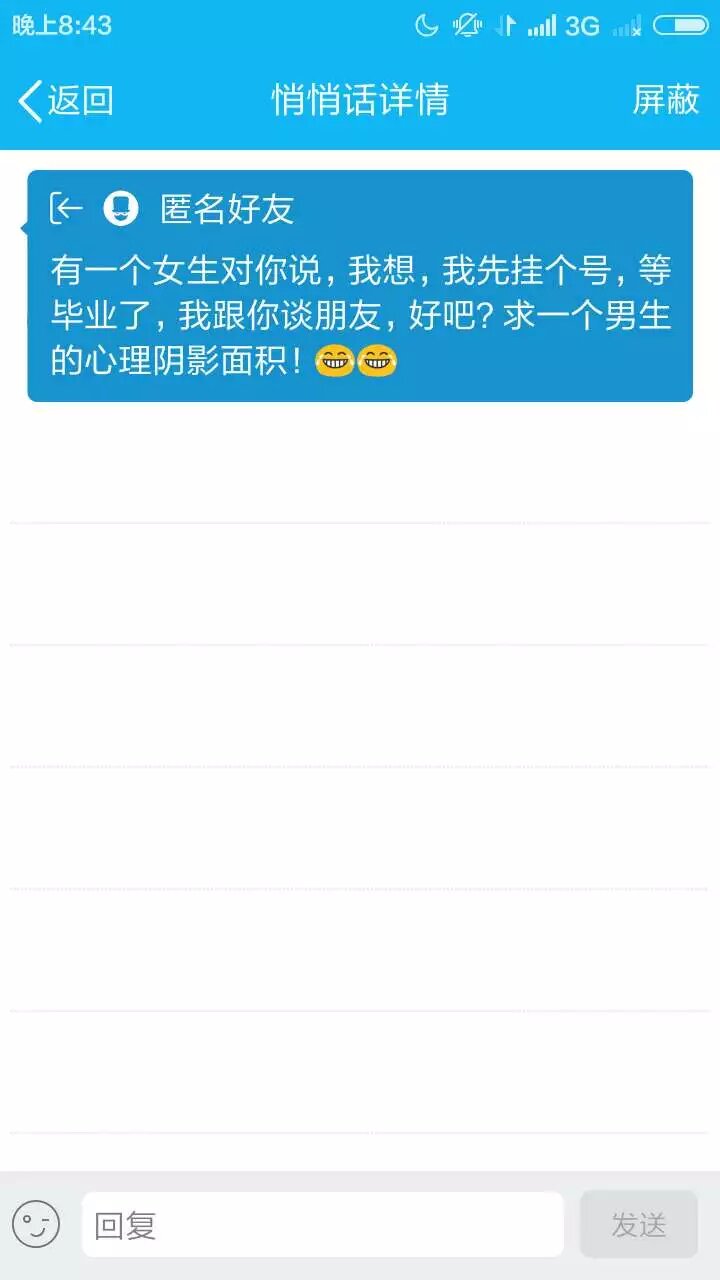 晚上8:43 3G
返回 悄悄话详情 屏蔽
匿名好友
有一个女生对你说,我想,我先挂个号,等
毕业了,我跟你谈朋友,好吧?求一个男生
的心理阴影面积!😂😂
回复 发送